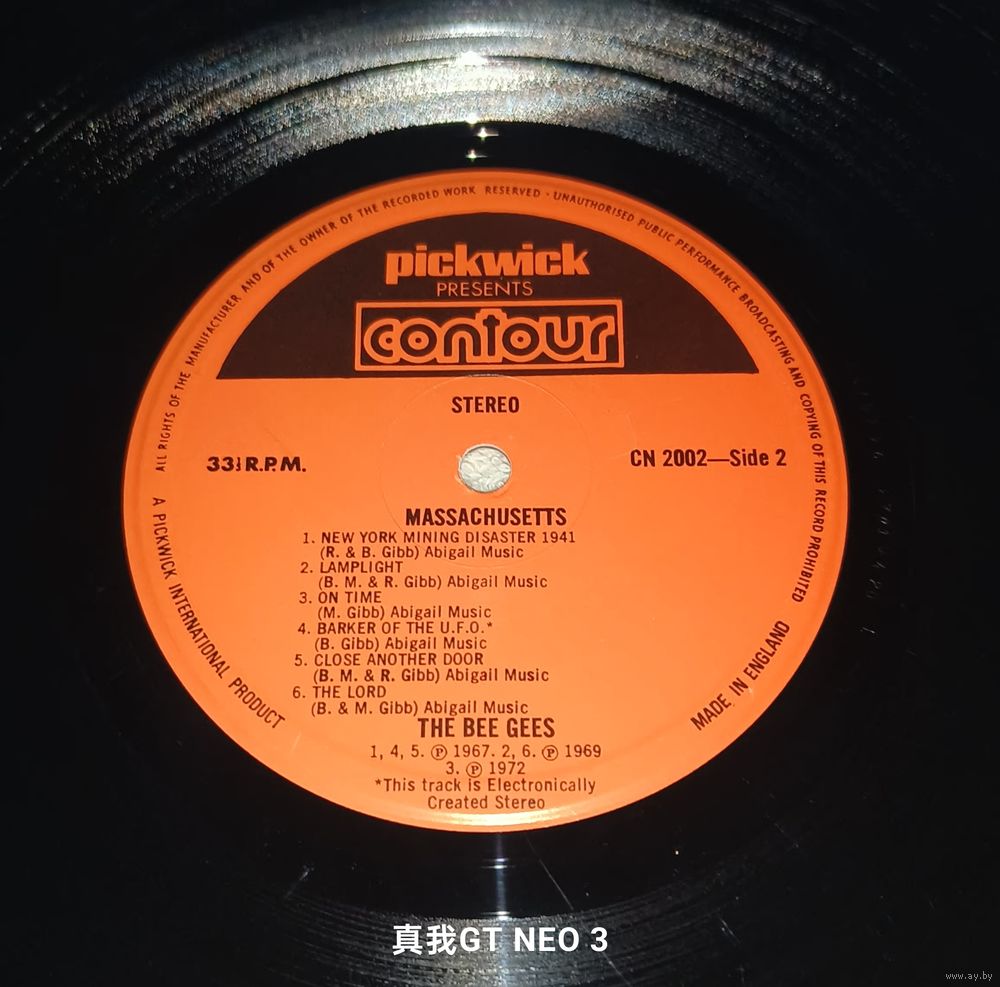 ALL RIGHTS OF THE MANUFACTURER AND OF THE OWNER OF THE RECORDED WORK RESERVED · UNAUTHORISED PUBLIC PERFORMANCE BROADCASTING AND COPYING OF THIS RECORD PROHIBITED
pickwick
PRESENTS
contour
STEREO
33⅓ R.P.M.
CN 2002—Side 2
MASSACHUSETTS
1. NEW YORK MINING DISASTER 1941
(R. & B. Gibb) Abigail Music
2. LAMPLIGHT
(B. M. & R. Gibb) Abigail Music
3. ON TIME
(M. Gibb) Abigail Music
4. BARKER OF THE U.F.O.*
(B. Gibb) Abigail Music
5. CLOSE ANOTHER DOOR
(B. M. & R. Gibb) Abigail Music
6. THE LORD
(B. & M. Gibb) Abigail Music
THE BEE GEES
1, 4, 5. ℗ 1967. 2, 6. ℗ 1969
3. ℗ 1972
*This track is Electronically
Created Stereo
A PICKWICK INTERNATIONAL PRODUCT
MADE IN ENGLAND
真我GT NEO 3
www.ay.by